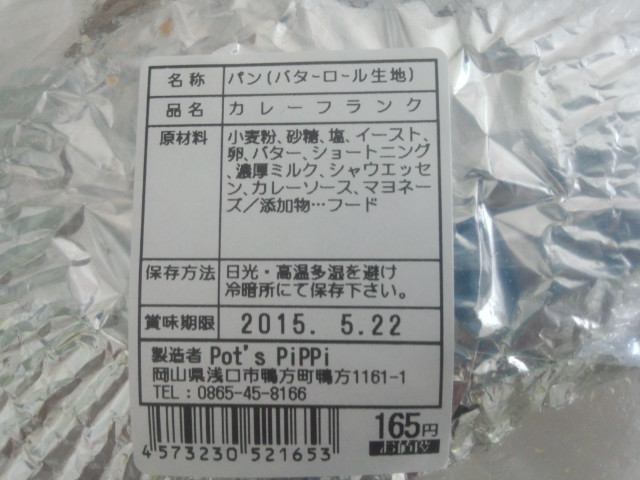 名称 パン(バターロール生地)
品名 カレーフランク
原材料 小麦粉、砂糖、塩、イースト、
卵、バター、ショートニング
、濃厚ミルク、シャウエッセ
ン、カレーソース、マヨネー
ズ／添加物…フード
保存方法 日光・高温多湿を避け
冷暗所にて保存下さい。
賞味期限 2015. 5.22
製造者 Pot's PiPPi
岡山県浅口市鴨方町鴨方1161-1
TEL：0865-45-8166
165円
4 573230 521653